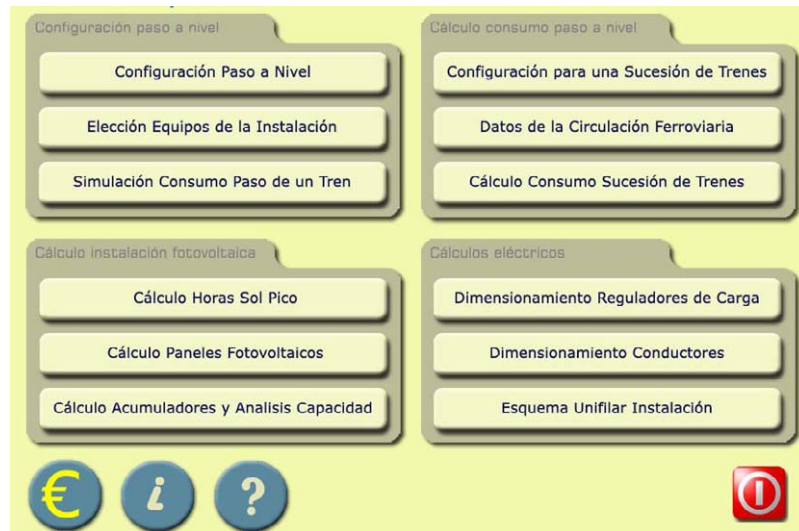 Configuración paso a nivel
Configuración Paso a Nivel
Elección Equipos de la Instalación
Simulación Consumo Paso de un Tren
Cálculo consumo paso a nivel
Configuración para una Sucesión de Trenes
Datos de la Circulación Ferroviaria
Cálculo Consumo Sucesión de Trenes
Cálculo instalación fotovoltaica
Cálculo Horas Sol Pico
Cálculo Paneles Fotovoltaicos
Cálculo Acumuladores y Analisis Capacidad
Cálculos eléctricos
Dimensionamiento Reguladores de Carga
Dimensionamiento Conductores
Esquema Unifilar Instalación
€ i ?